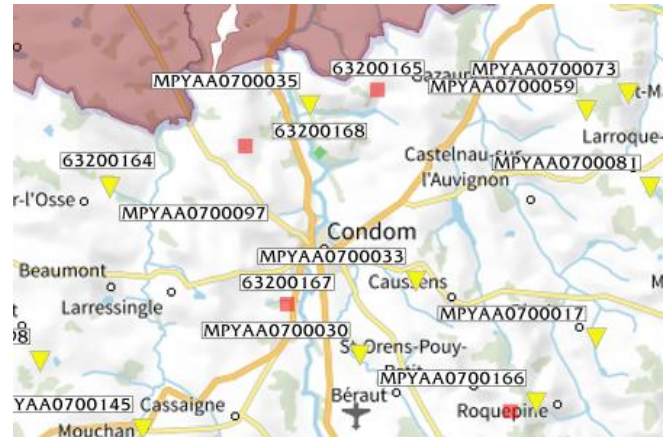 63200165
MPYAA0700073
MPYAA0700035
MPYAA0700059
63200168
Larroque-
63200164
Castelnau-sur-
MPYAA0700081
l'Auvignon
r-l'Osse
MPYAA0700097
Condom
MPYAA0700033
Beaumont
63200167
Caussens
Larressingle
MPYAA0700017
MPYAA0700030
St-Orens-Pouy-
Petit
MPYAA0700166
YAA0700145
Cassaigne
Béraut
Roquepine
Mouchan